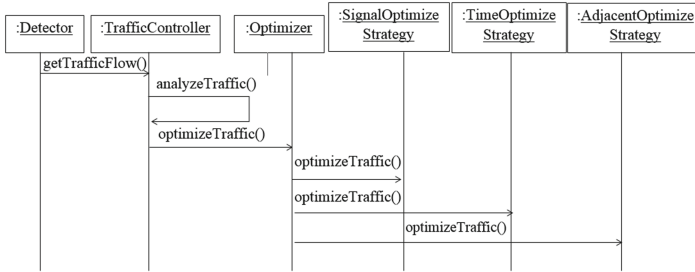 :Detector
:TrafficController
:Optimizer
:SignalOptimize
Strategy
:TimeOptimize
Strategy
:AdjacentOptimize
Strategy
getTrafficFlow()
analyzeTraffic()
optimizeTraffic()
optimizeTraffic()
optimizeTraffic()
optimizeTraffic()